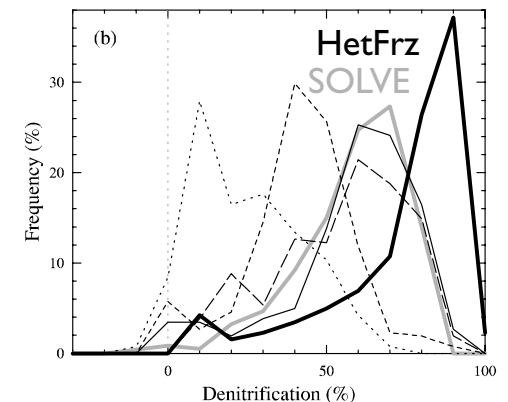 (b)
HetFrz
SOLVE
30
20
10
0
Frequency (%)
0 50 100
Denitrification (%)